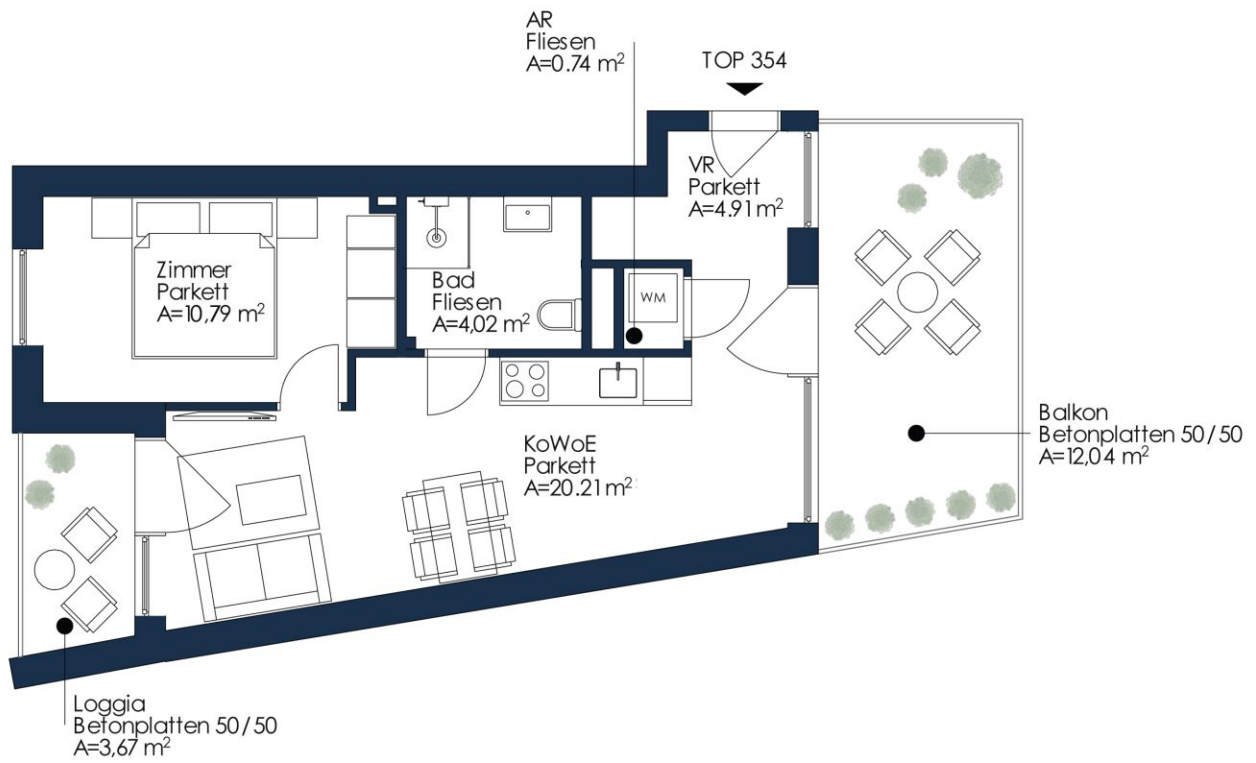 AR
Fliesen
A=0.74 m²
TOP 354
VR
Parkett
A=4.91 m²
Zimmer
Parkett
A=10,79 m²
Bad
Fliesen
A=4,02 m²
WM
KoWoE
Parkett
A=20.21 m²
Balkon
Betonplatten 50/50
A=12,04 m²
Loggia
Betonplatten 50/50
A=3,67 m²